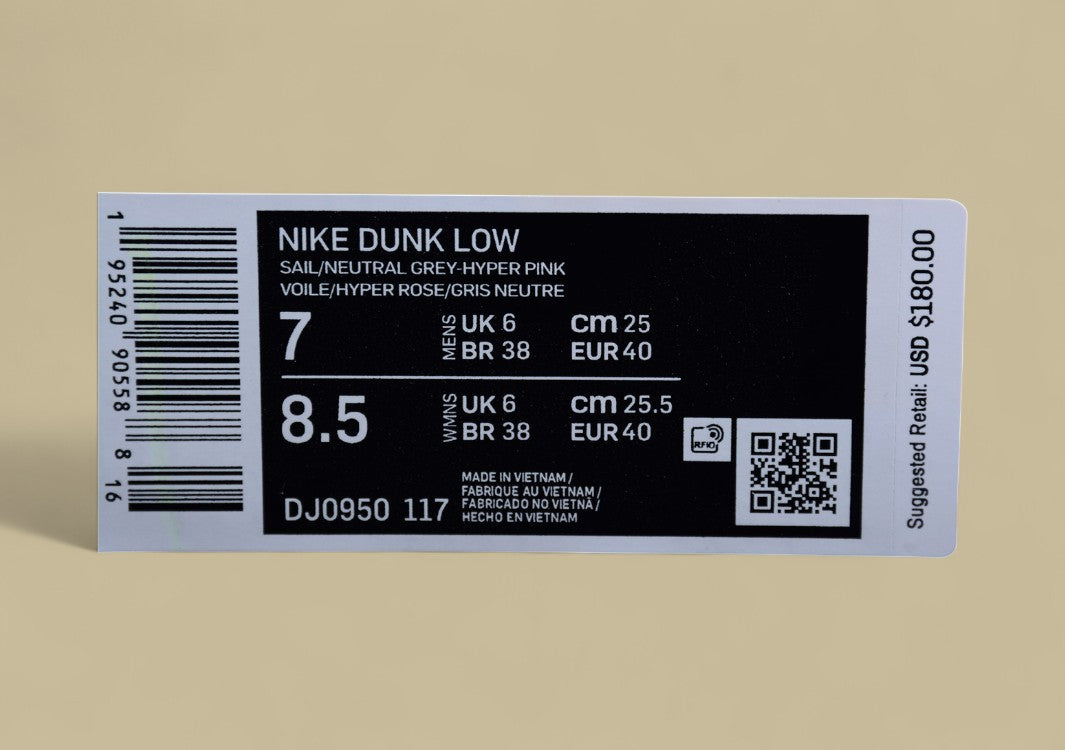 1 95240 90558 8
16
NIKE DUNK LOW
SAIL/NEUTRAL GREY-HYPER PINK
VOILE/HYPER ROSE/GRIS NEUTRE
7 MENS UK 6 cm 25
BR 38 EUR 40
8.5 WMNS UK 6 cm 25.5
BR 38 EUR 40
RFID
DJ0950 117
MADE IN VIETNAM /
FABRIQUE AU VIETNAM /
FABRICADO NO VIETNÃ /
HECHO EN VIETNAM
Suggested Retail: USD $180.00